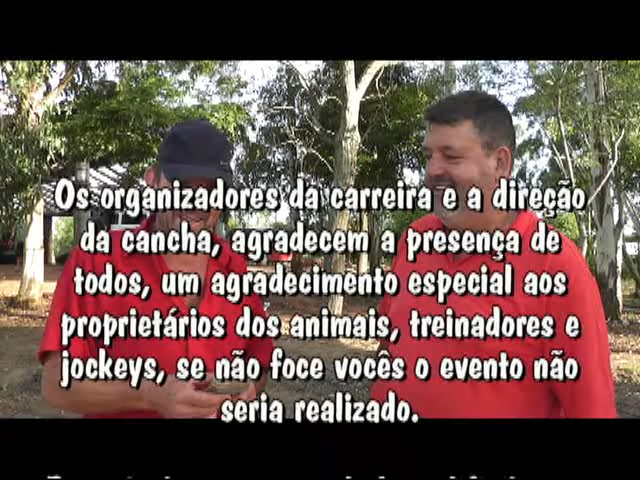 Os organizadores da carreira e a direção
da cancha, agradecem a presença de
todos, um agradecimento especial aos
proprietários dos animais, treinadores e
jockeys, se não foce vocês o evento não
seria realizado.